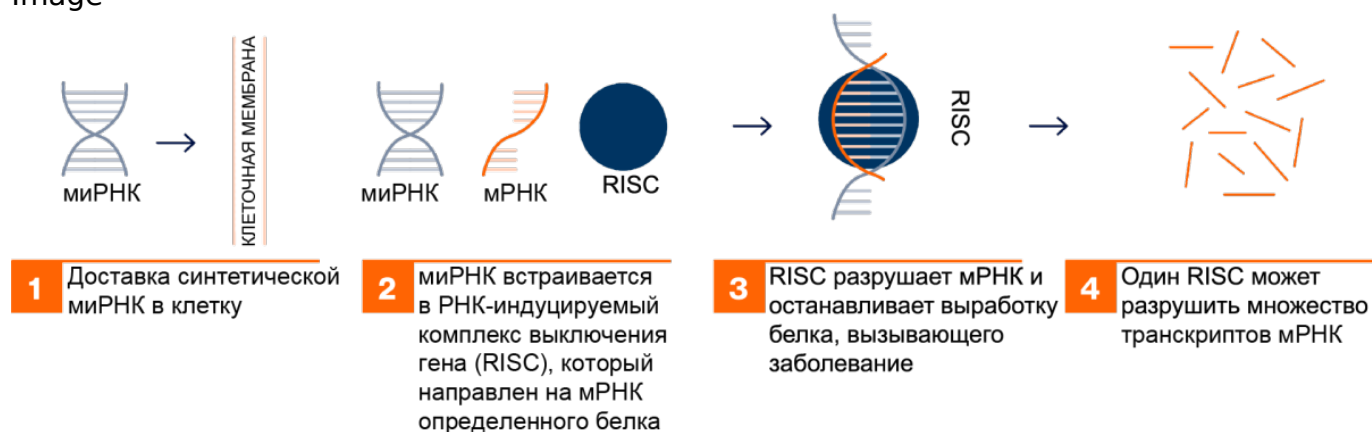 image
миРНК
КЛЕТОЧНАЯ МЕМБРАНА
миРНК
мРНК
RISC
RISC
1
Доставка синтетической
миРНК в клетку
2
миРНК встраивается
в РНК-индуцируемый
комплекс выключения
гена (RISC), который
направлен на мРНК
определенного белка
3
RISC разрушает мРНК и
останавливает выработку
белка, вызывающего
заболевание
4
Один RISC может
разрушить множество
транскриптов мРНК